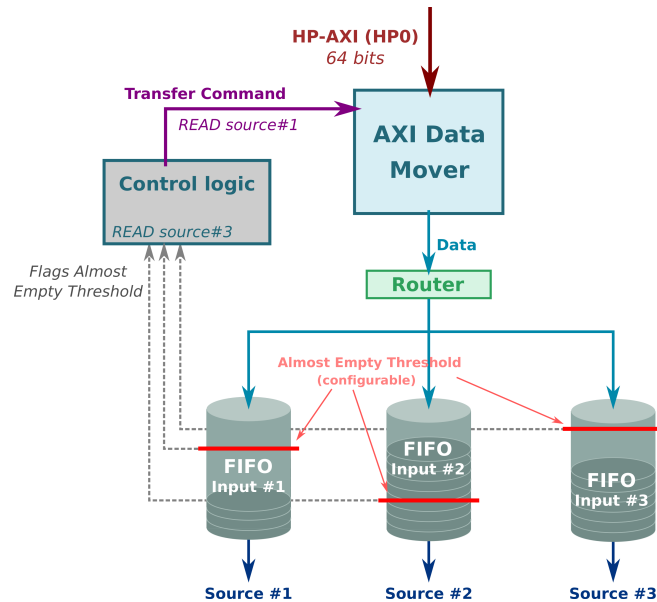 HP-AXI (HP0)
64 bits
Transfer Command
READ source#1
AXI Data
Mover
Control logic
READ source#3
Data
Flags Almost
Empty Threshold
Router
Almost Empty Threshold
(configurable)
FIFO
Input #1
FIFO
Input #2
FIFO
Input #3
Source #1
Source #2
Source #3